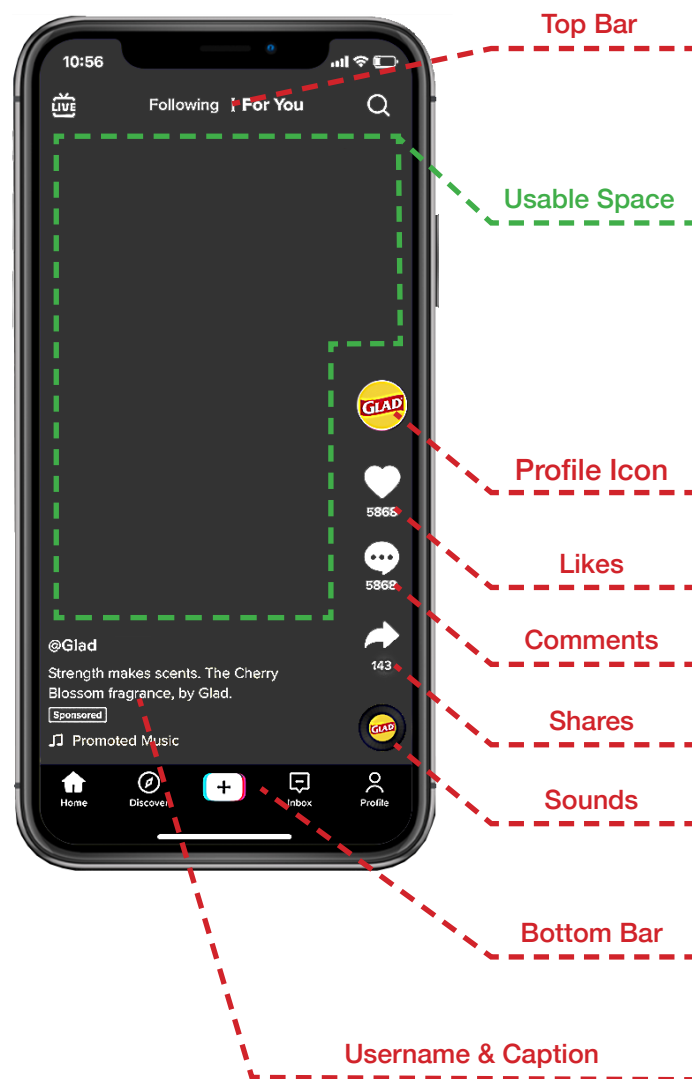 Top Bar
10:56
LIVE
Following
For You
Usable Space
GLAD
Profile Icon
5868
Likes
5868
Comments
@Glad
Strength makes scents. The Cherry
Blossom fragrance, by Glad.
143
Sponsored
Shares
Promoted Music
GLAD
Home
Discover
Inbox
Profile
Sounds
Bottom Bar
Username & Caption